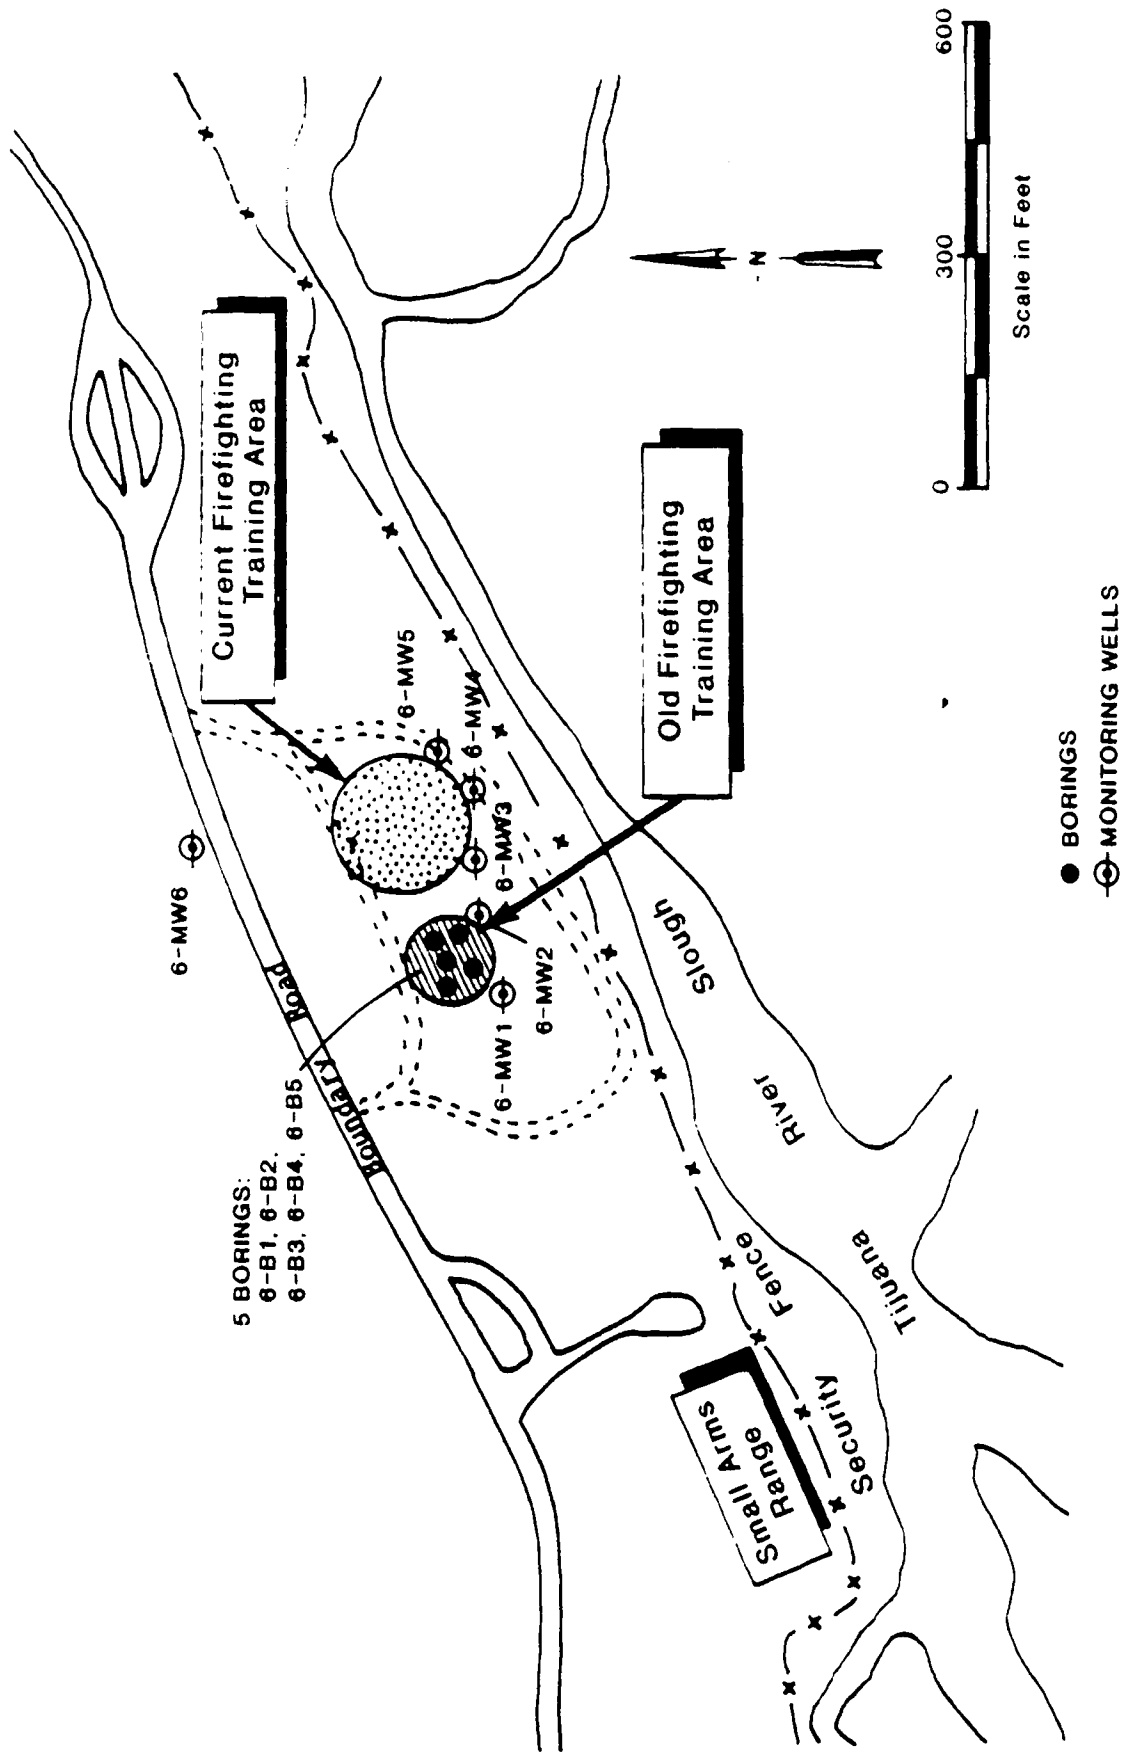 Current Firefighting
Training Area
6-MW6
Boundary Road
5 BORINGS:
6-B1, 6-B2,
6-B3, 6-B4, 6-B5
6-MW5
6-MW4
6-MW3
6-MW2
6-MW1
Old Firefighting
Training Area
Small Arms
Range
Security Fence
Tijuana River Slough
N
0 300 600
Scale in Feet
BORINGS
MONITORING WELLS